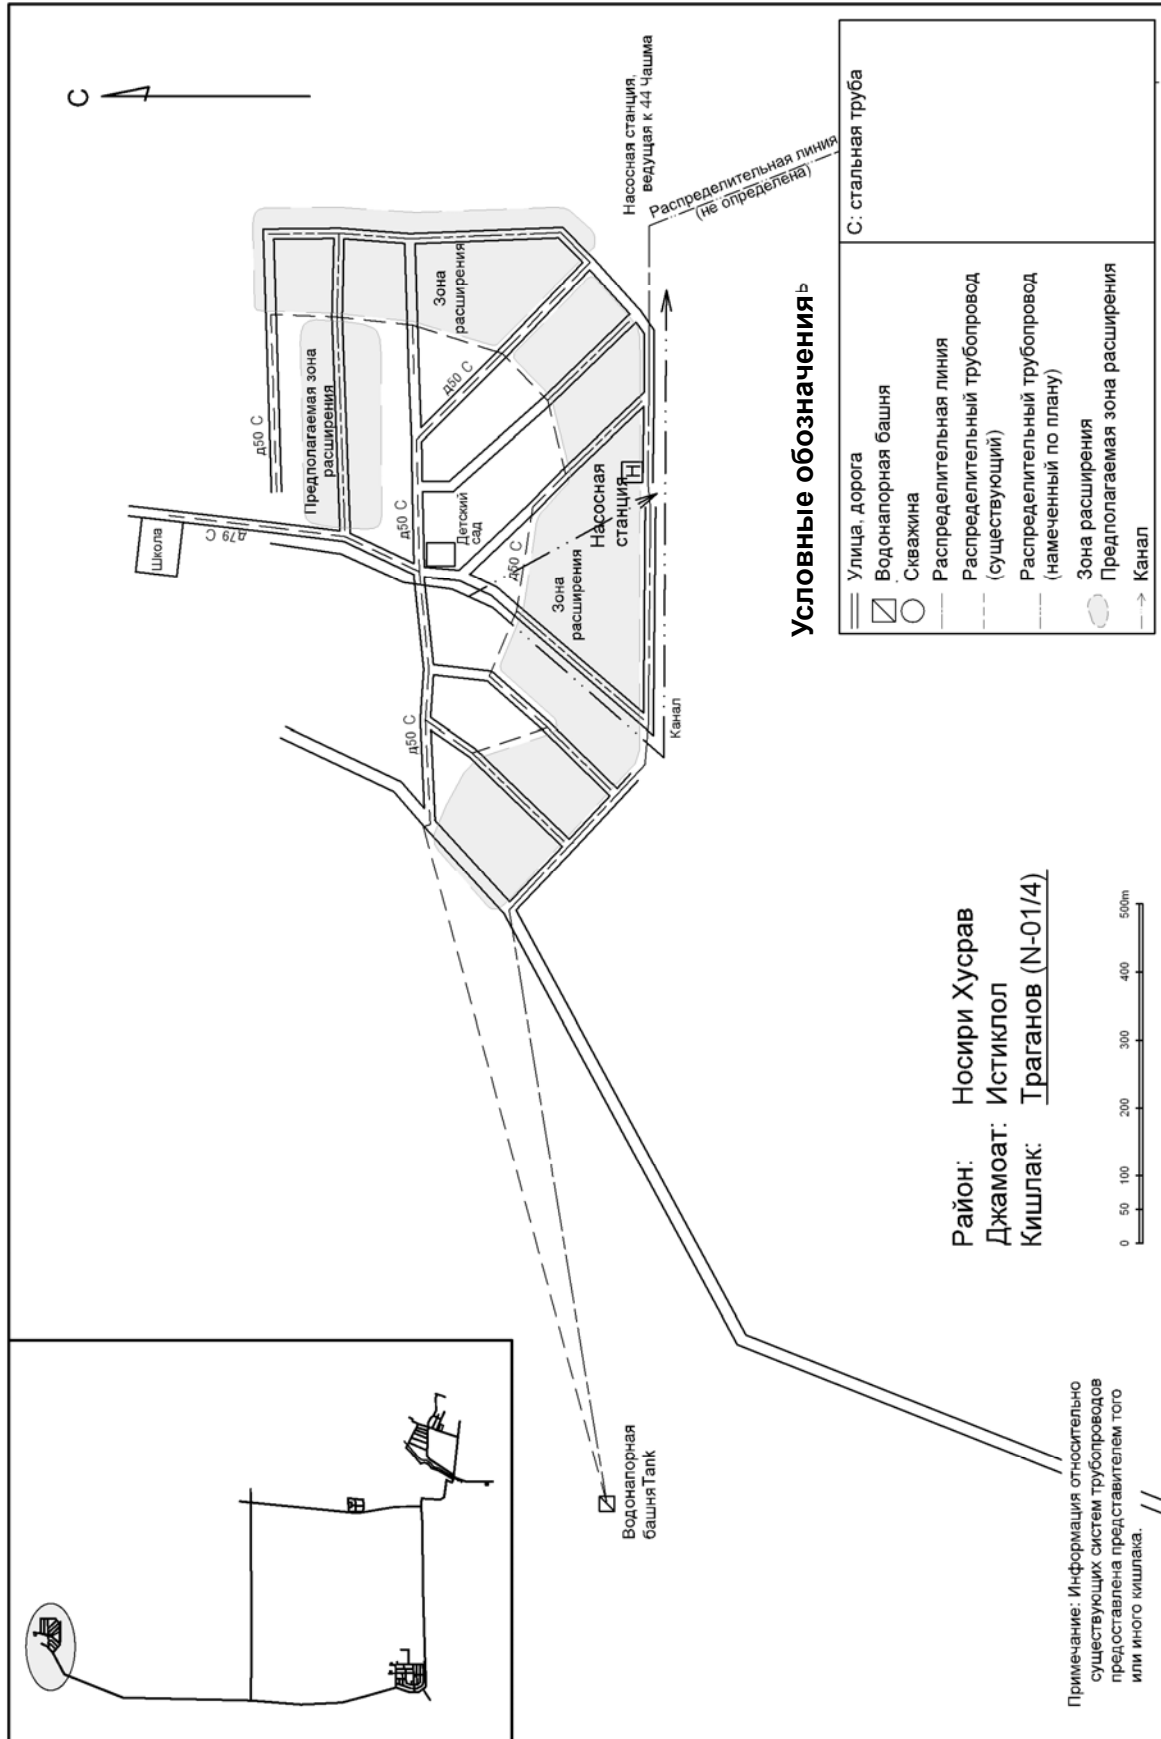 С
Насосная станция,
ведущая к 44 Чашма
Распределительная линия
(не определена)
Школа
д79 С
д50 С
Предполагаемая зона
расширения
Зона
расширения
д50 С
д50 С
Детский
сад
д50 С
Насосная
станция
Н
Зона
расширения
д50 С
Канал
Водонапорная
башняTank
Условные обозначенияь
Улица, дорога
Водонапорная башня
Скважина
Распределительная линия
Распределительный трубопровод
(существующий)
Распределительный трубопровод
(намеченный по плану)
Зона расширения
Предполагаемая зона расширения
Канал
С: стальная труба
Район: Носири Хусрав
Джамоат: Истиклол
Кишлак: Траганов (N-01/4)
0 50 100 200 300 400 500m
Примечание: Информация относительно
существующих систем трубопроводов
предоставлена представителем того
или иного кишлака.